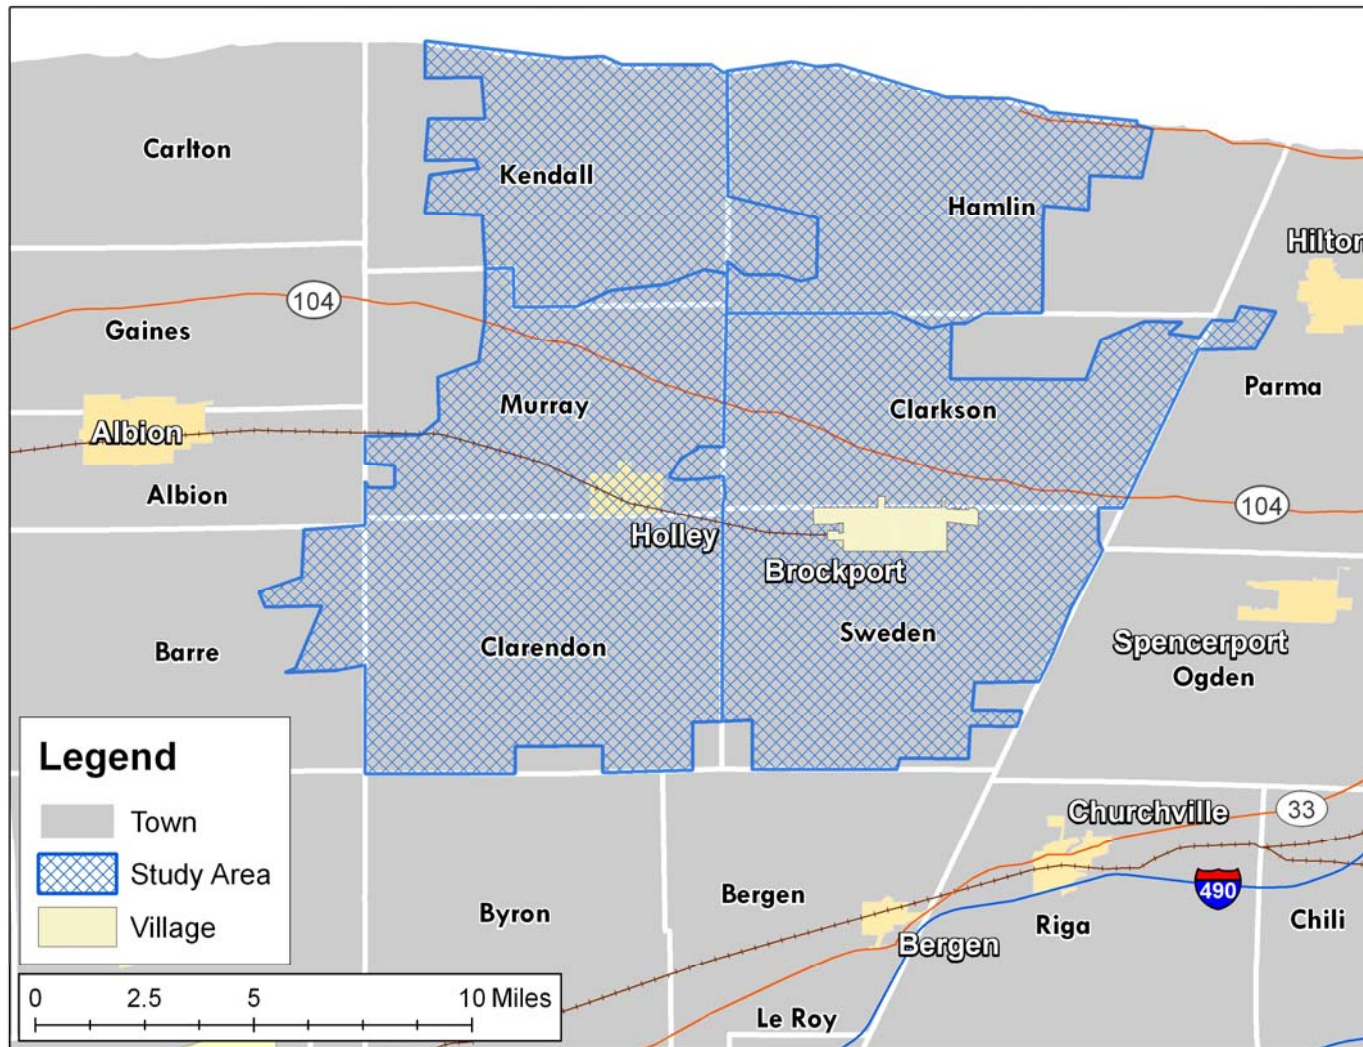 Carlton
Kendall
Hamlin
Hilton
104
Gaines
Murray
Clarkson
Parma
Albion
Albion
104
Holley
Brockport
Barre
Clarendon
Sweden
Spencerport
Ogden
Legend
Town
Study Area
Village
Churchville
33
490
Byron
Bergen
Bergen
Riga
Chili
Le Roy
0 2.5 5 10 Miles